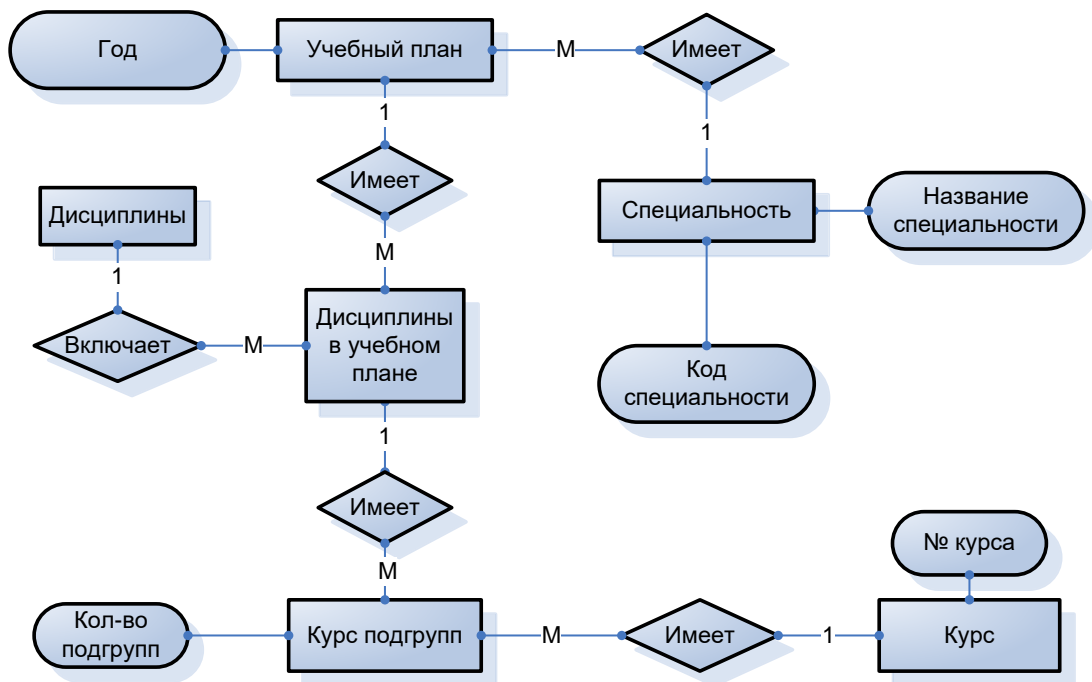 Год
Учебный план
М
Имеет
1
1
Имеет
Дисциплины
Специальность
Название
специальности
М
1
Дисциплины
в учебном
плане
Включает
М
Код
специальности
1
Имеет
№ курса
М
Кол-во
подгрупп
Курс подгрупп
М
Имеет
1
Курс